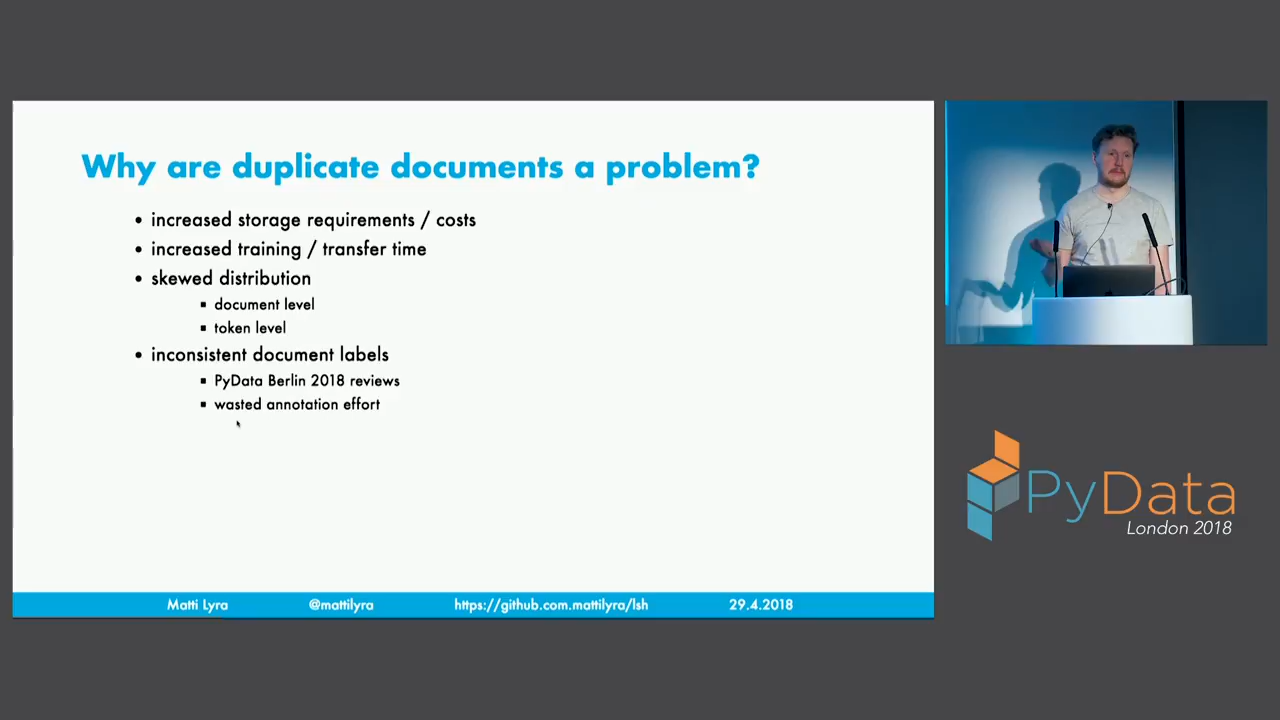 Why are duplicate documents a problem?
• increased storage requirements / costs
• increased training / transfer time
• skewed distribution
▪ document level
▪ token level
• inconsistent document labels
▪ PyData Berlin 2018 reviews
▪ wasted annotation effort
Matti Lyra @mattilyra https://github.com.mattilyra/lsh 29.4.2018
PyData
London 2018